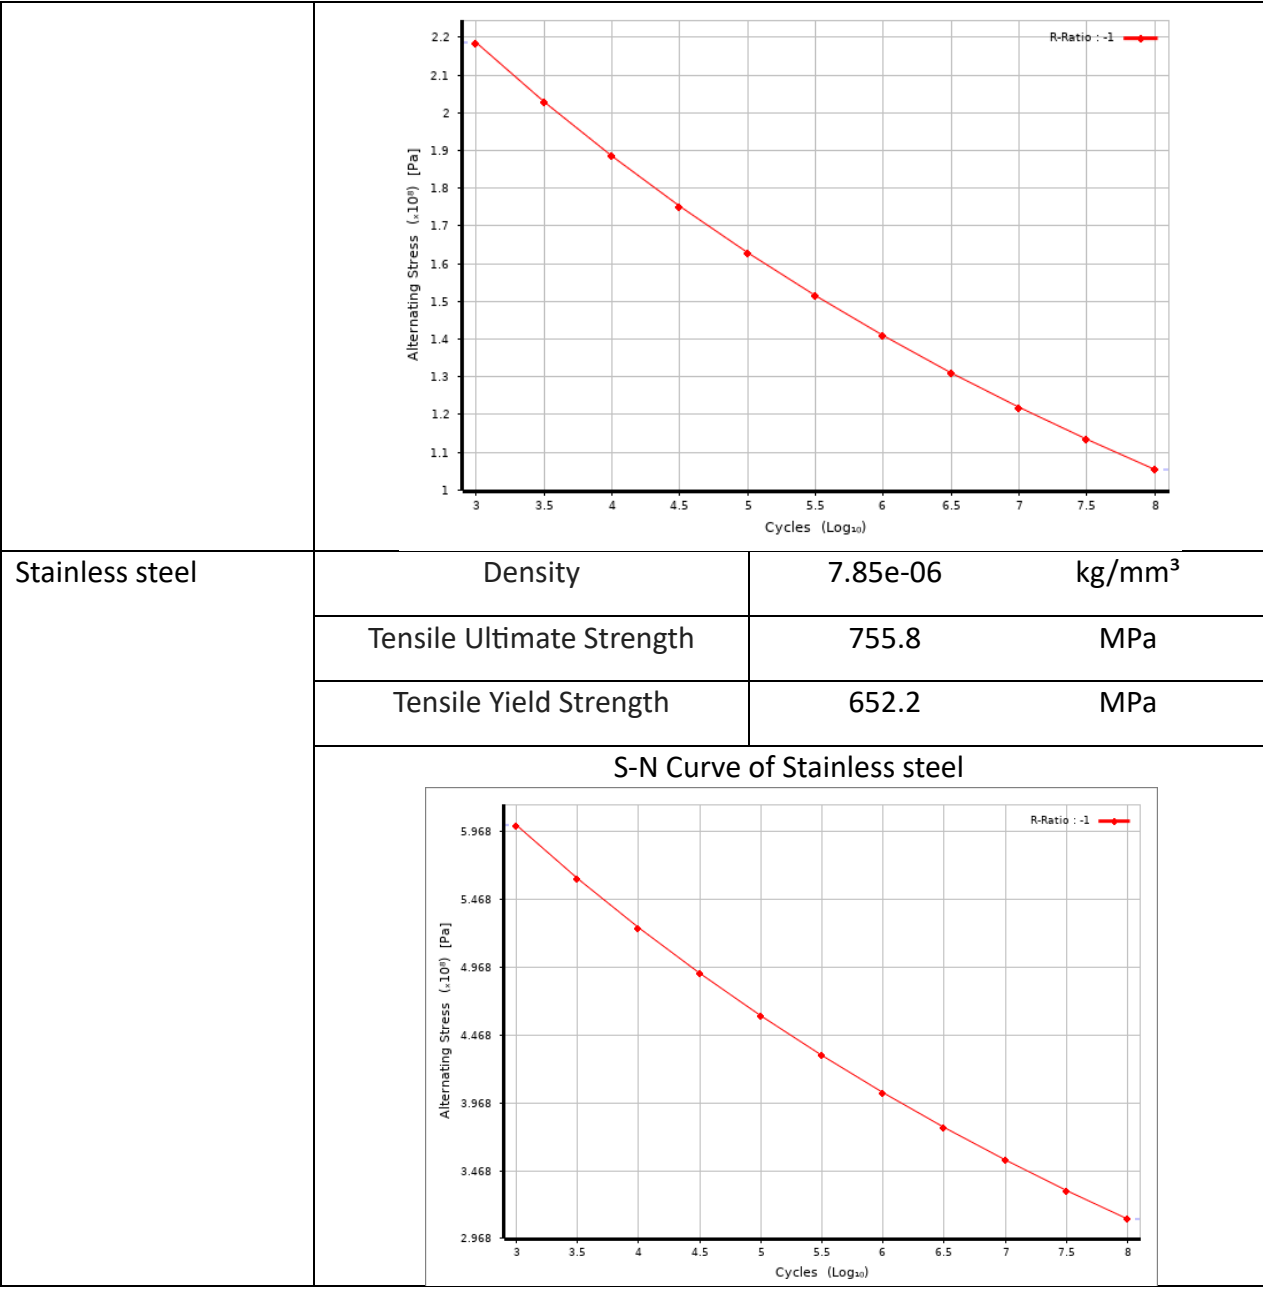 R-Ratio : -1
2.2
2.1
2
1.9
1.8
1.7
1.6
1.5
1.4
1.3
1.2
1.1
1
Alternating Stress (ₓ10⁸) [Pa]
3 3.5 4 4.5 5 5.5 6 6.5 7 7.5 8
Cycles (Log₁₀)
Stainless steel Density 7.85e-06 kg/mm³
Tensile Ultimate Strength 755.8 MPa
Tensile Yield Strength 652.2 MPa
S-N Curve of Stainless steel
R-Ratio : -1
5.968
5.468
4.968
4.468
3.968
3.468
2.968
Alternating Stress (ₓ10⁸) [Pa]
3 3.5 4 4.5 5 5.5 6 6.5 7 7.5 8
Cycles (Log₁₀)